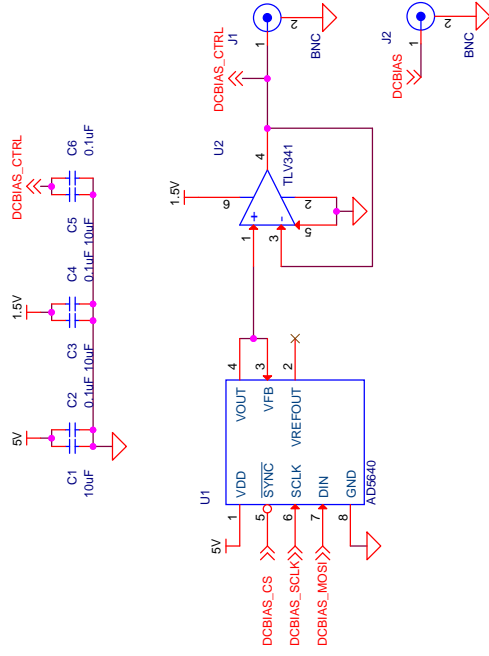 5V
1.5V
DCBIAS_CTRL
C1
10uF
C2
0.1uF
C3
10uF
C4
0.1uF
C5
10uF
C6
0.1uF
U1
5V
1
VDD
5
SYNC
6
SCLK
7
DIN
8
GND
VOUT
4
VFB
3
VREFOUT
2
AD5640
DCBIAS_CS
DCBIAS_SCLK
DCBIAS_MOSI
U2
1.5V
6
1
+
3
-
4
2
5
TLV341
DCBIAS_CTRL
J1
1
2
BNC
DCBIAS
J2
1
2
BNC